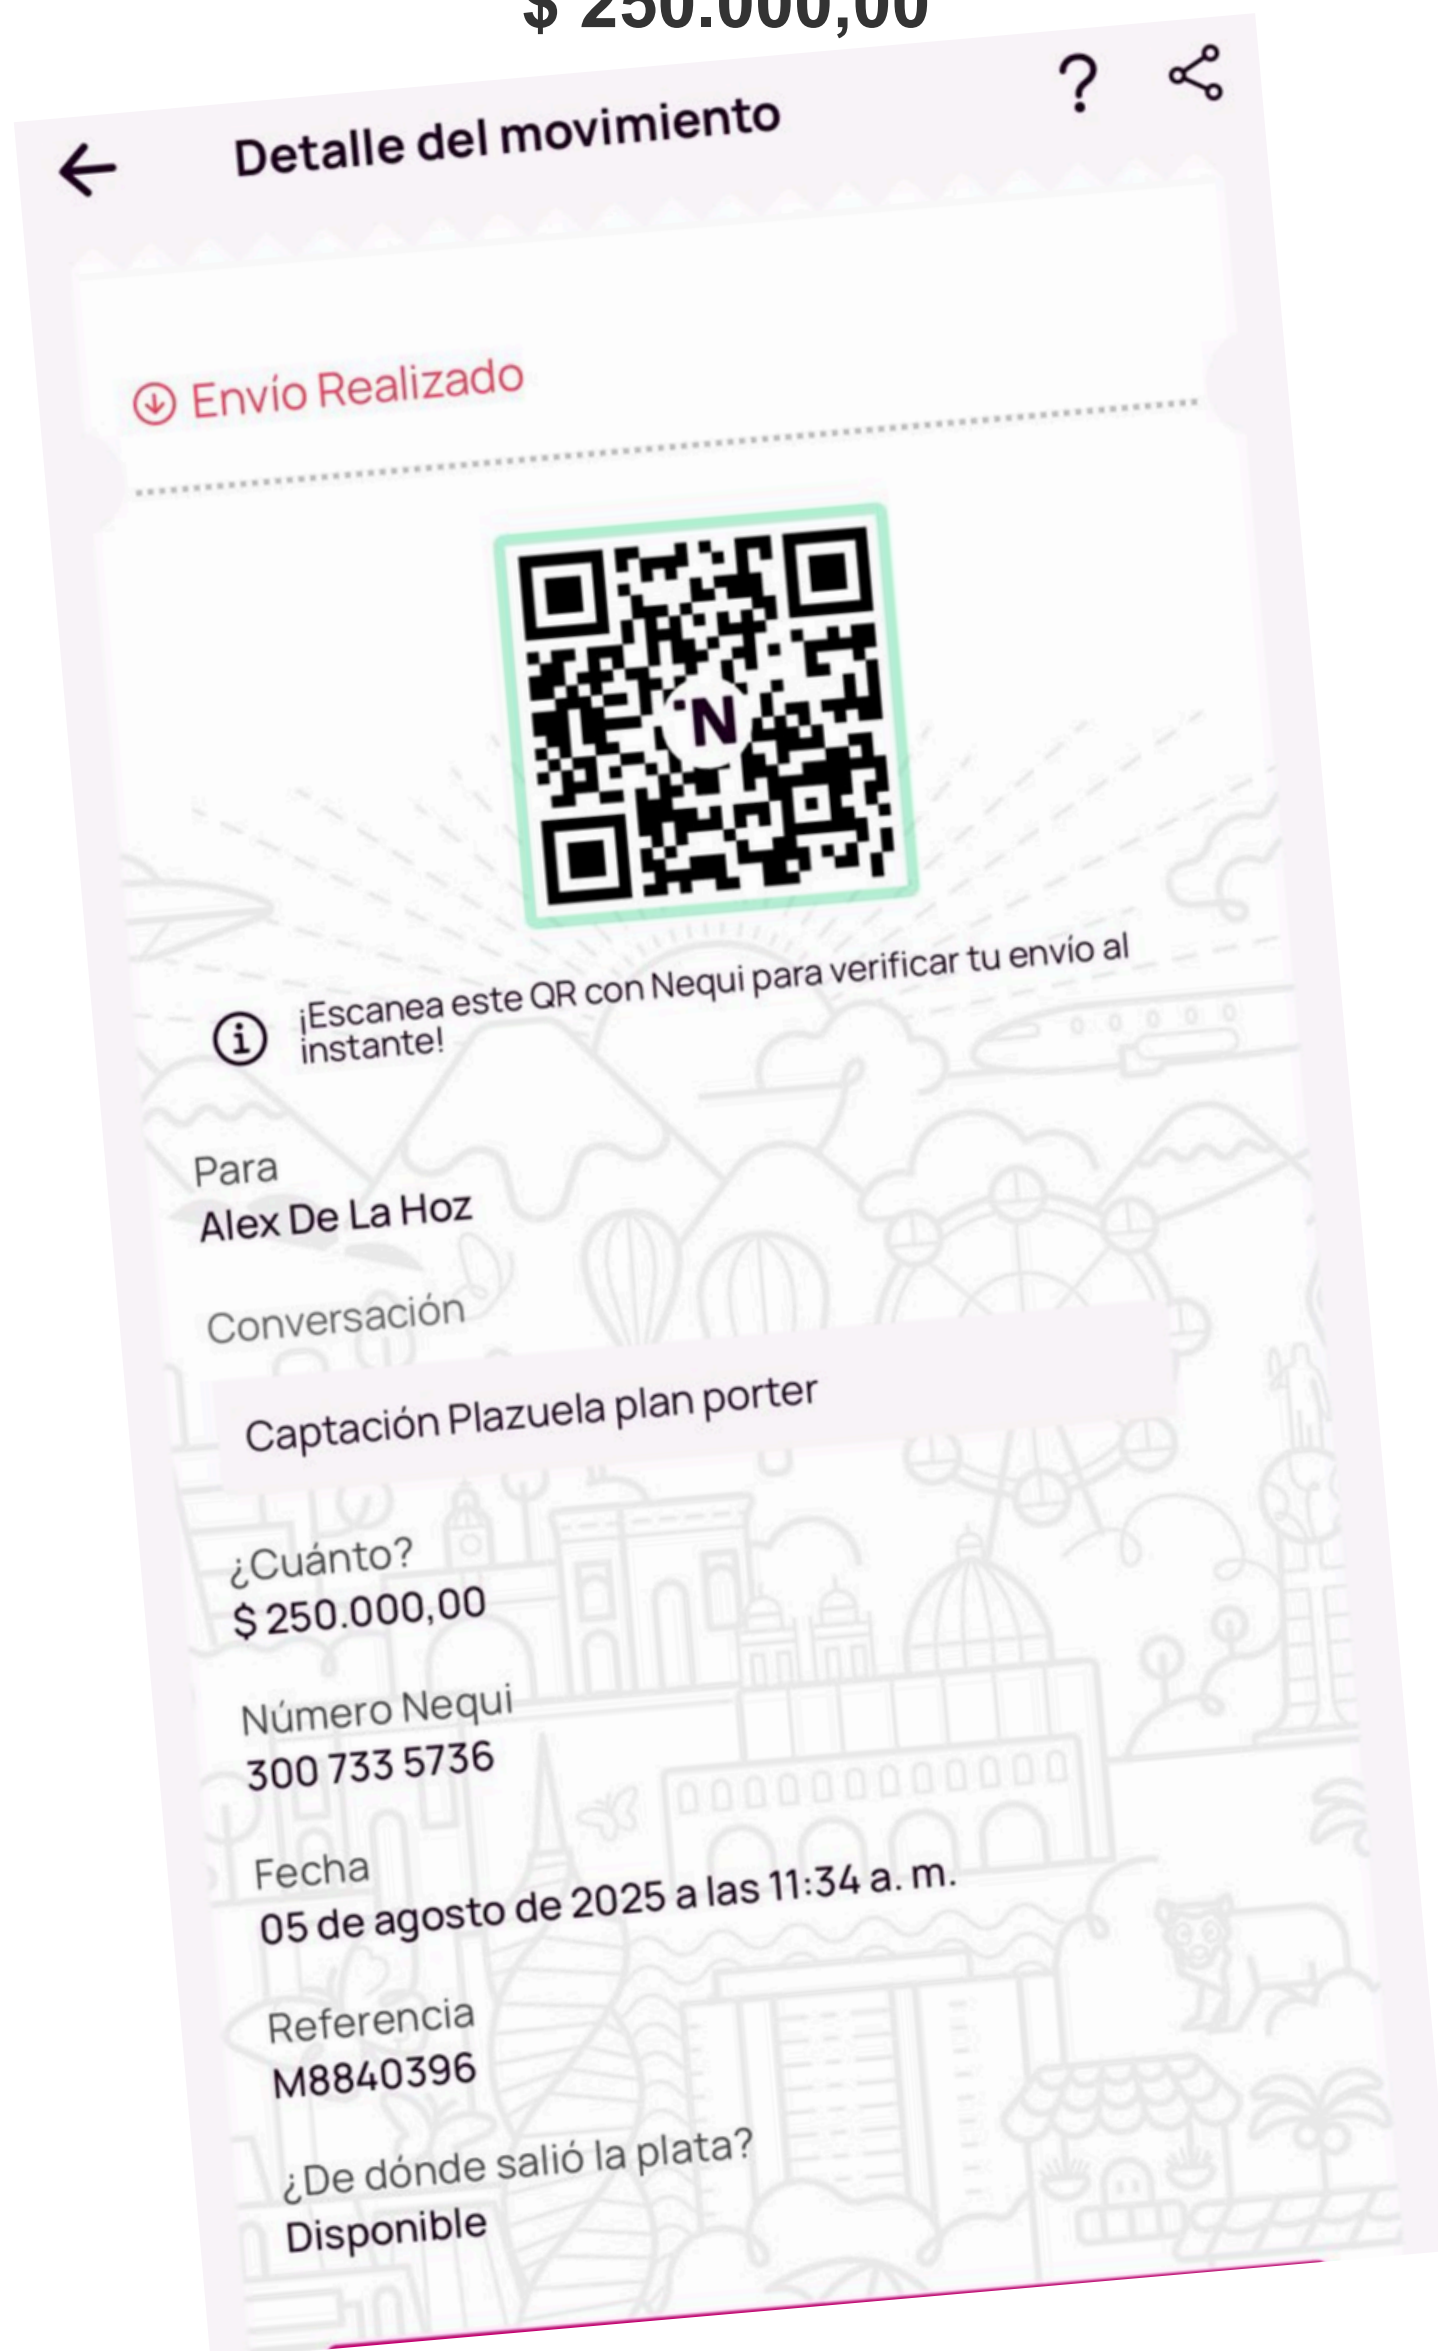 $ 250.000,00
Detalle del movimiento
?
Envío Realizado
N
¡Escanea este QR con Nequi para verificar tu envío al
instante!
Para
Alex De La Hoz
Conversación
Captación Plazuela plan porter
¿Cuánto?
$ 250.000,00
Número Nequi
300 733 5736
Fecha
05 de agosto de 2025 a las 11:34 a. m.
Referencia
M8840396
¿De dónde salió la plata?
Disponible